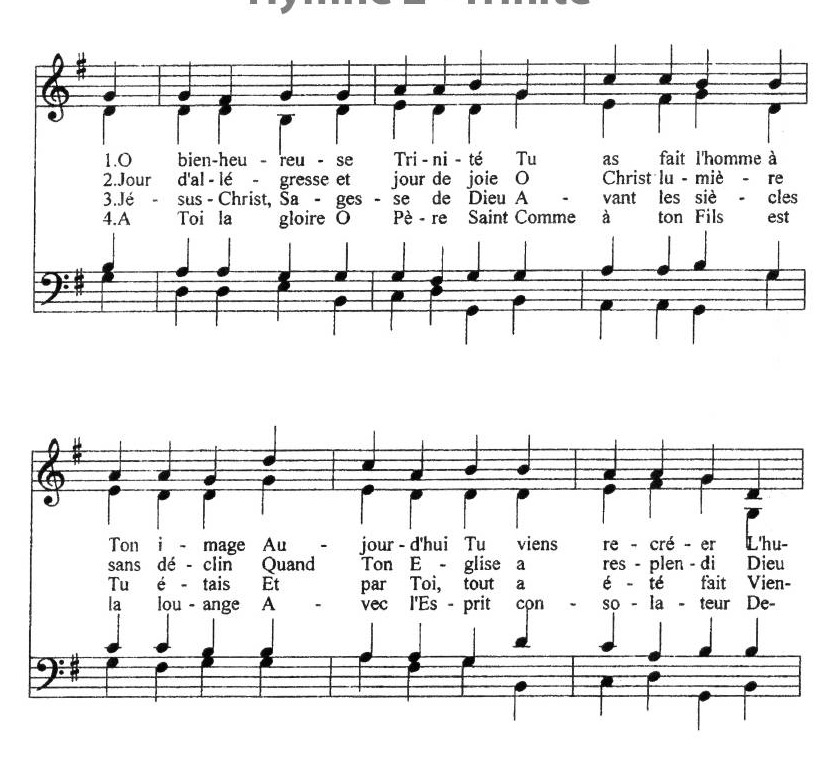 Hymne 2 - Trinité
1.O bien-heu - reu - se Tri - ni - té Tu as fait l'homme à
2.Jour d'al - lé - gresse et jour de joie O Christ lu - miè - re
3.Jé - sus - Christ, Sa - ges - se de Dieu A - vant les siè - cles
4.A Toi la gloire O Pè - re Saint Comme à ton Fils est
Ton i - mage Au - jour - d'hui Tu viens re - cré - er L'hu-
sans dé - clin Quand Ton E - glise a res - plen - di Dieu
Tu é - tais Et par Toi, tout a é - té fait Vien-
la lou - ange A - vec l'Es - prit con - so - la - teur De-